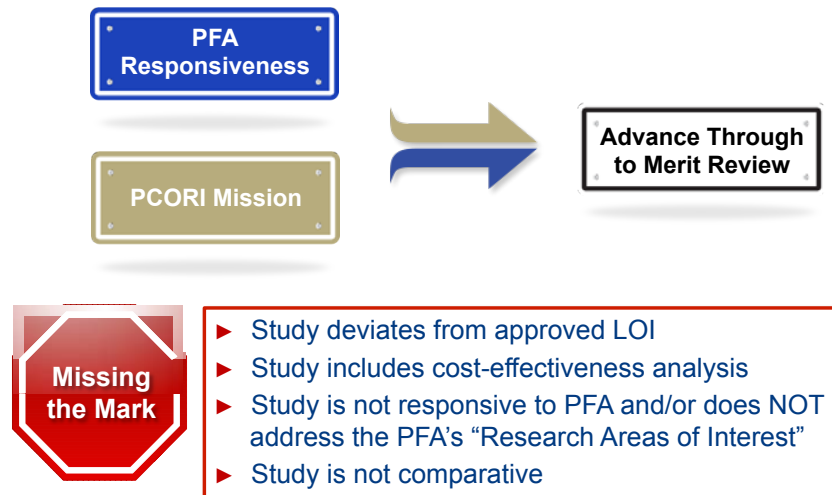 PFA
Responsiveness
PCORI Mission
Advance Through
to Merit Review
Missing
the Mark
► Study deviates from approved LOI
► Study includes cost-effectiveness analysis
► Study is not responsive to PFA and/or does NOT
address the PFA’s “Research Areas of Interest”
► Study is not comparative